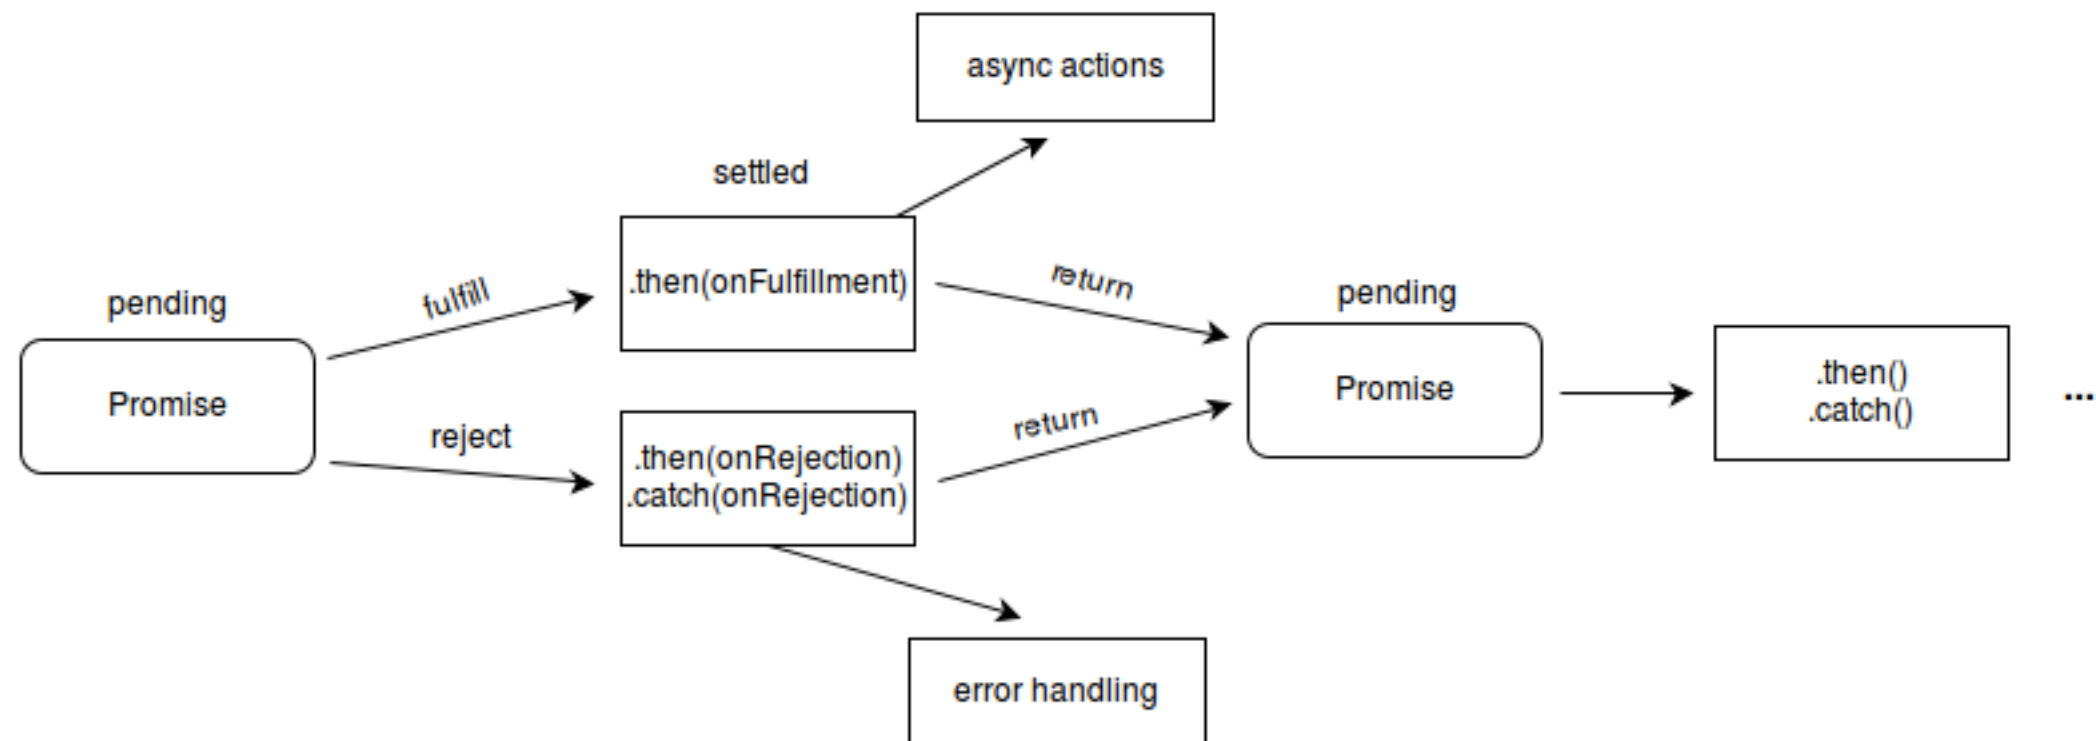 async actions
settled
.then(onFulfillment)
fulfill
return
pending
Promise
pending
Promise
.then()
.catch()
...
reject
.then(onRejection)
.catch(onRejection)
return
error handling